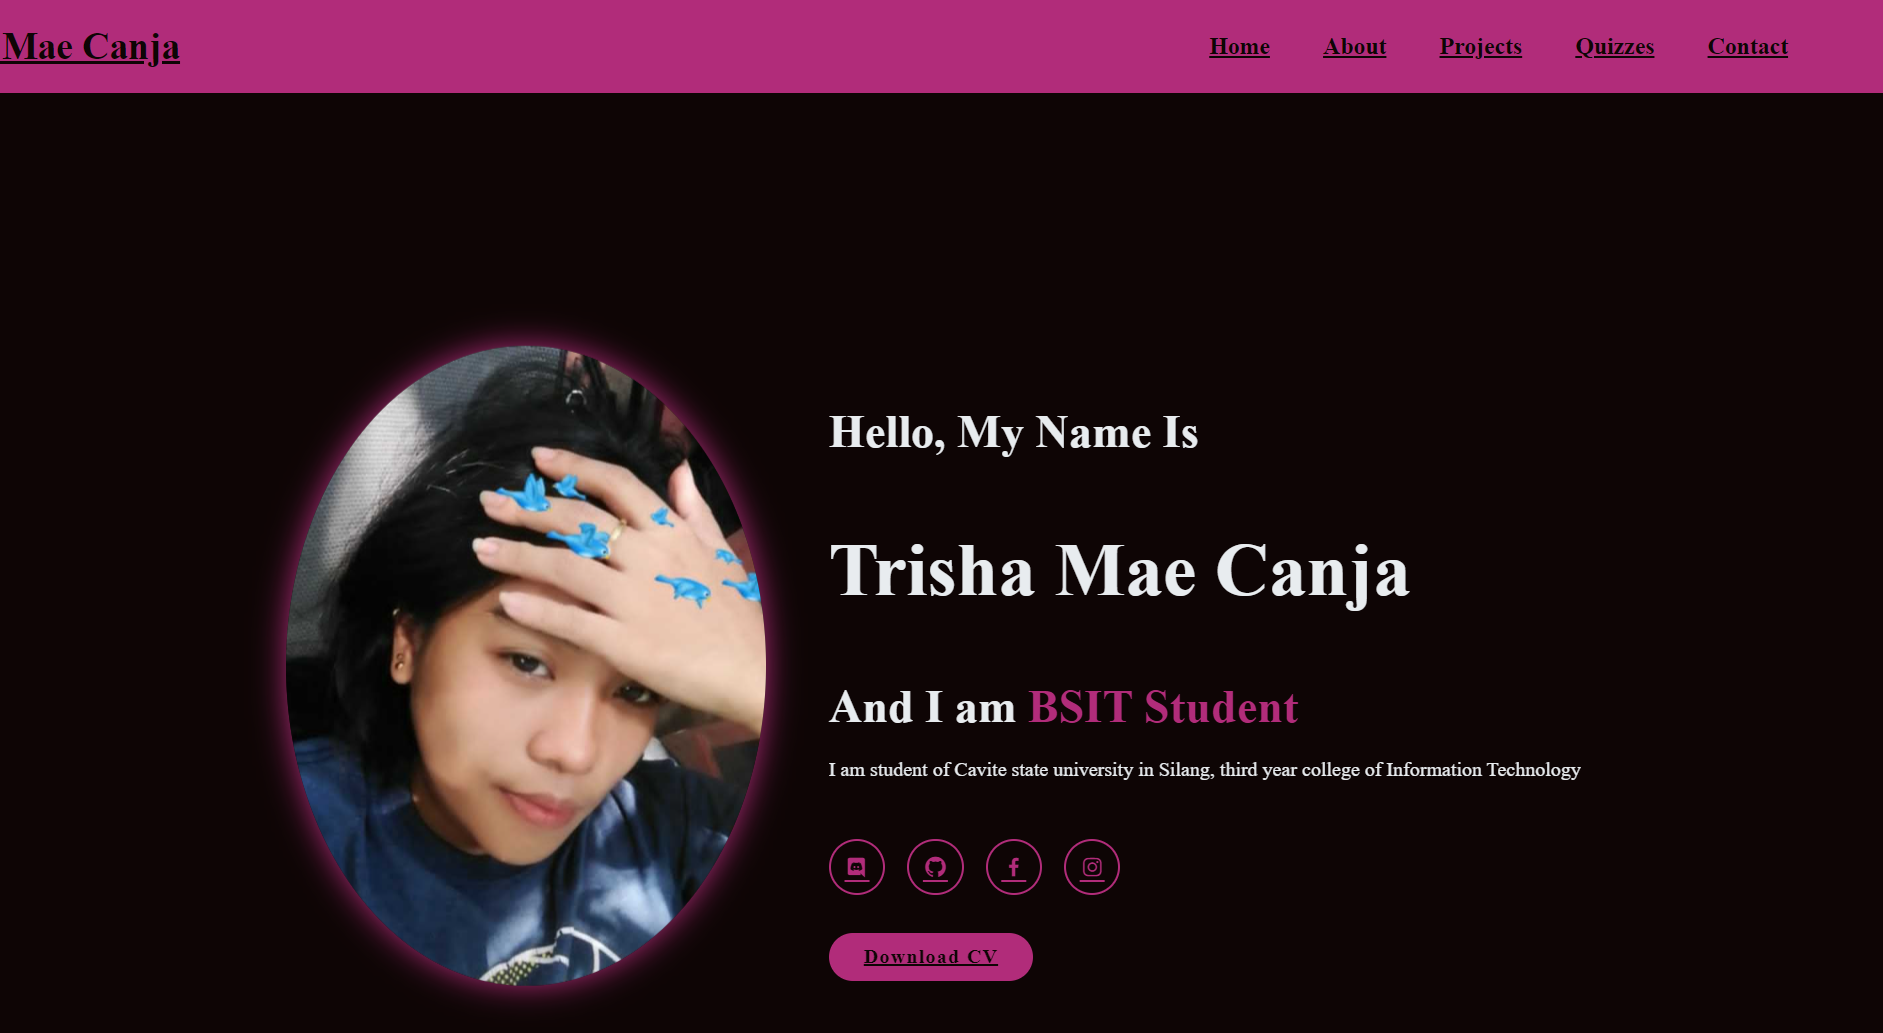 Mae Canja
Home About Projects Quizzes Contact
Hello, My Name Is
Trisha Mae Canja
And I am BSIT Student
I am student of Cavite state university in Silang, third year college of Information Technology
Download CV